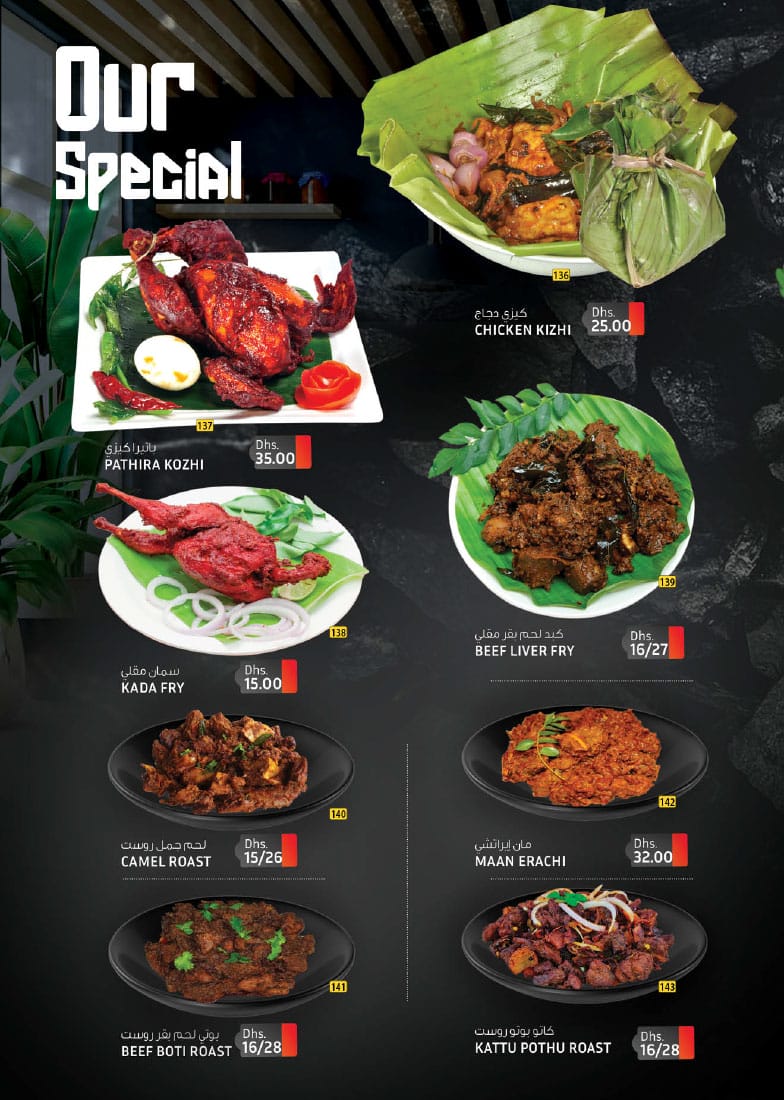 Our
Special
136
كيزي دجاج
CHICKEN KIZHI
Dhs.
25.00
137
باثيرا كيزي
PATHIRA KOZHI
Dhs.
35.00
138
سمان مقلي
KADA FRY
Dhs.
15.00
139
كبد لحم بقر مقلي
BEEF LIVER FRY
Dhs.
16/27
140
لحم جمل روست
CAMEL ROAST
Dhs.
15/26
142
مان إيراتشي
MAAN ERACHI
Dhs.
32.00
141
بوتي لحم بقر روست
BEEF BOTI ROAST
Dhs.
16/28
143
كاتو بوتو روست
KATTU POTHU ROAST
Dhs.
16/28